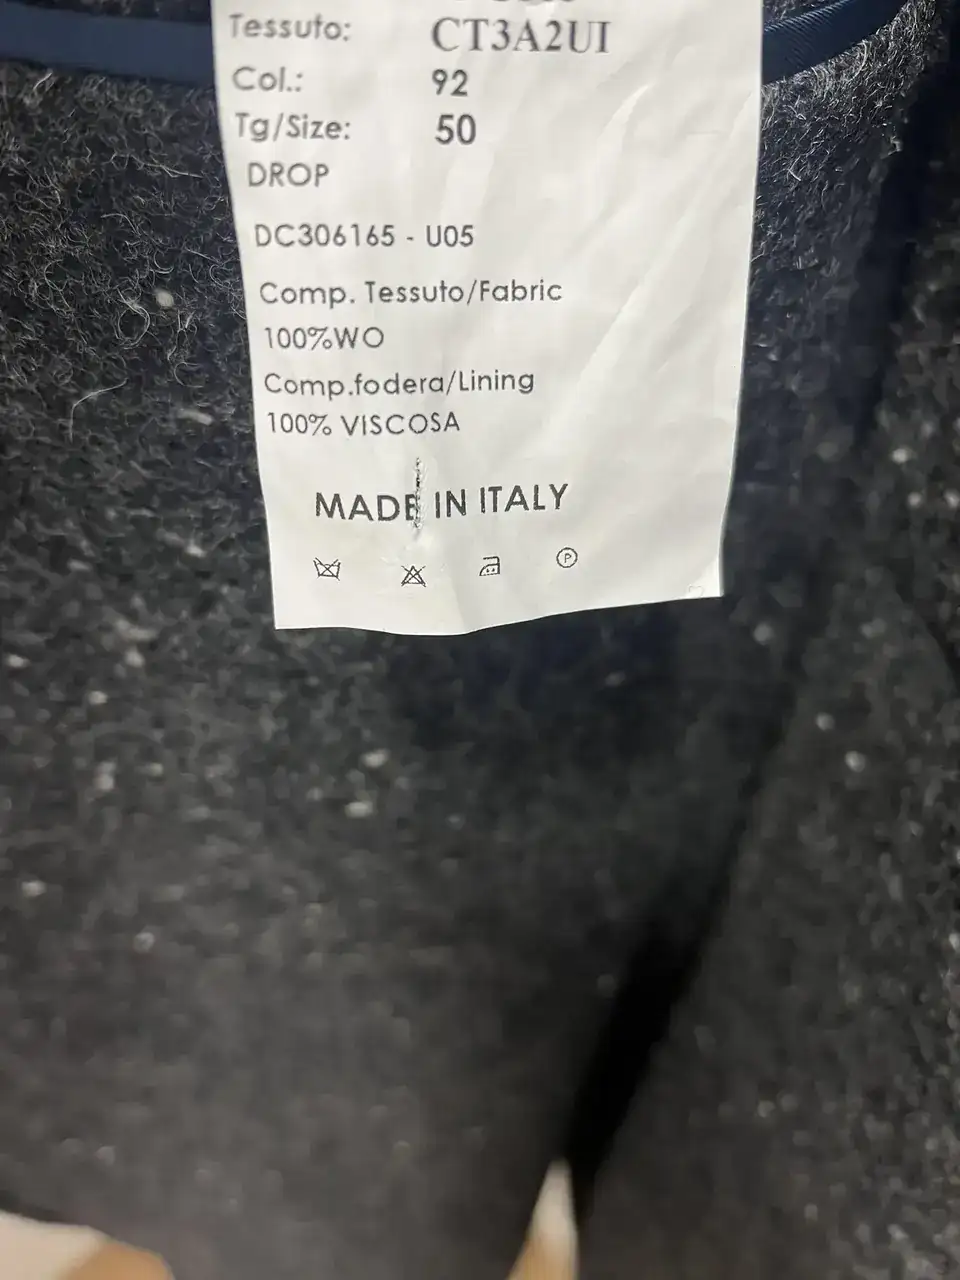 Tessuto: CT3A2UI
Col.: 92
Tg/Size: 50
DROP
DC306165 - U05
Comp. Tessuto/Fabric
100%WO
Comp.fodera/Lining
100% VISCOSA
MADE IN ITALY
P